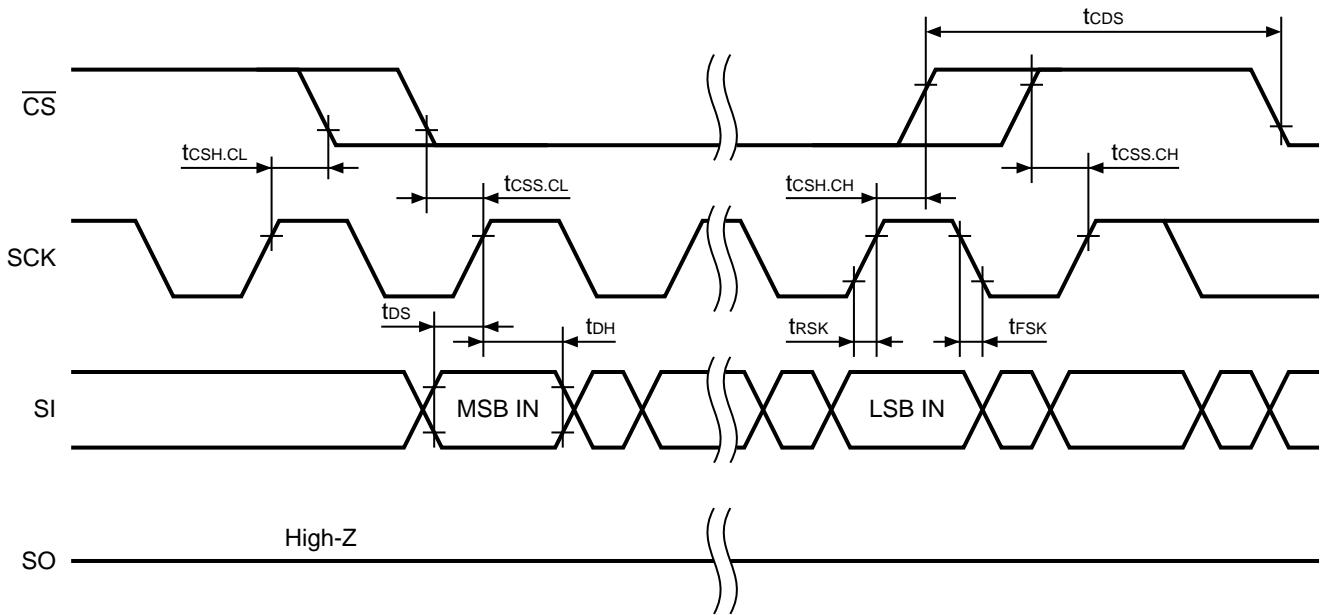 tCDS
CS
tCSH.CL
tCSS.CL
tCSH.CH
tCSS.CH
SCK
tDS
tDH
tRSK
tFSK
SI
MSB IN
LSB IN
High-Z
SO